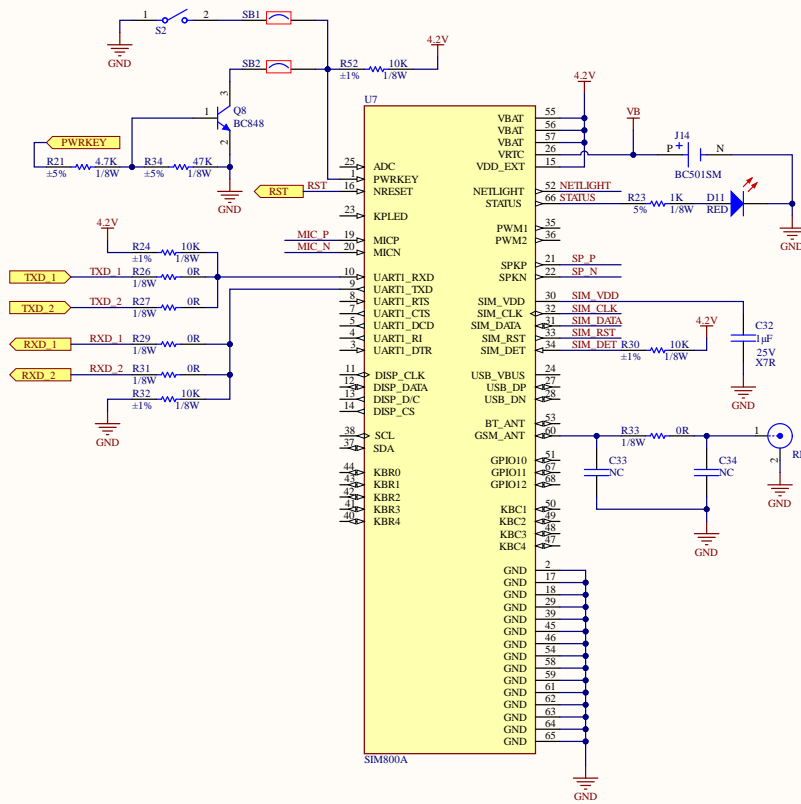 1 2 SB1
S2
GND
SB2
R52 10K
±1% 1/8W
4.2V
3
1 Q8
BC848
2
PWRKEY
R21 4.7K R34 47K
±5% 1/8W ±5% 1/8W
GND
RST RST
U7
25 ADC
1 PWRKEY
16 NRESET
23 KPLED
MIC_P 19 MICP
MIC_N 20 MICN
4.2V
R24 10K
±1% 1/8W
TXD_1 TXD_1 R26 0R
1/8W
TXD_2 TXD_2 R27 0R
1/8W
RXD_1 RXD_1 R29 0R
1/8W
RXD_2 RXD_2 R31 0R
1/8W
R32 10K
±1% 1/8W
GND
10 UART1_RXD
9 UART1_TXD
8 UART1_RTS
7 UART1_CTS
5 UART1_DCD
4 UART1_RI
3 UART1_DTR
11 DISP_CLK
12 DISP_DATA
13 DISP_D/C
14 DISP_CS
38 SCL
37 SDA
44 KBR0
43 KBR1
42 KBR2
41 KBR3
40 KBR4
4.2V
VBAT 55
VBAT 56
VBAT 57
VRTC 26
VDD_EXT 15
VB
J14
P + N
BC501SM
NETLIGHT 52 NETLIGHT
STATUS 66 STATUS
R23 1K D11
5% 1/8W RED
GND
PWM1 35
PWM2 36
SPKP 21 SP_P
SPKN 22 SP_N
SIM_VDD 30 SIM_VDD
SIM_CLK 32 SIM_CLK
SIM_DATA 31 SIM_DATA
SIM_RST 33 SIM_RST
SIM_DET 34 SIM_DET
R30 10K
±1% 1/8W
4.2V
C32
1µF
25V
X7R
GND
USB_VBUS 24
USB_DP 27
USB_DN 28
BT_ANT 53
GSM_ANT 60
R33 0R
1/8W
1
2
GND
C33
NC
C34
NC
GND
GPIO10 51
GPIO11 67
GPIO12 68
KBC1 50
KBC2 49
KBC3 48
KBC4 47
GND 2
GND 17
GND 18
GND 29
GND 39
GND 45
GND 46
GND 54
GND 58
GND 59
GND 61
GND 62
GND 63
GND 64
GND 65
SIM800A
GND